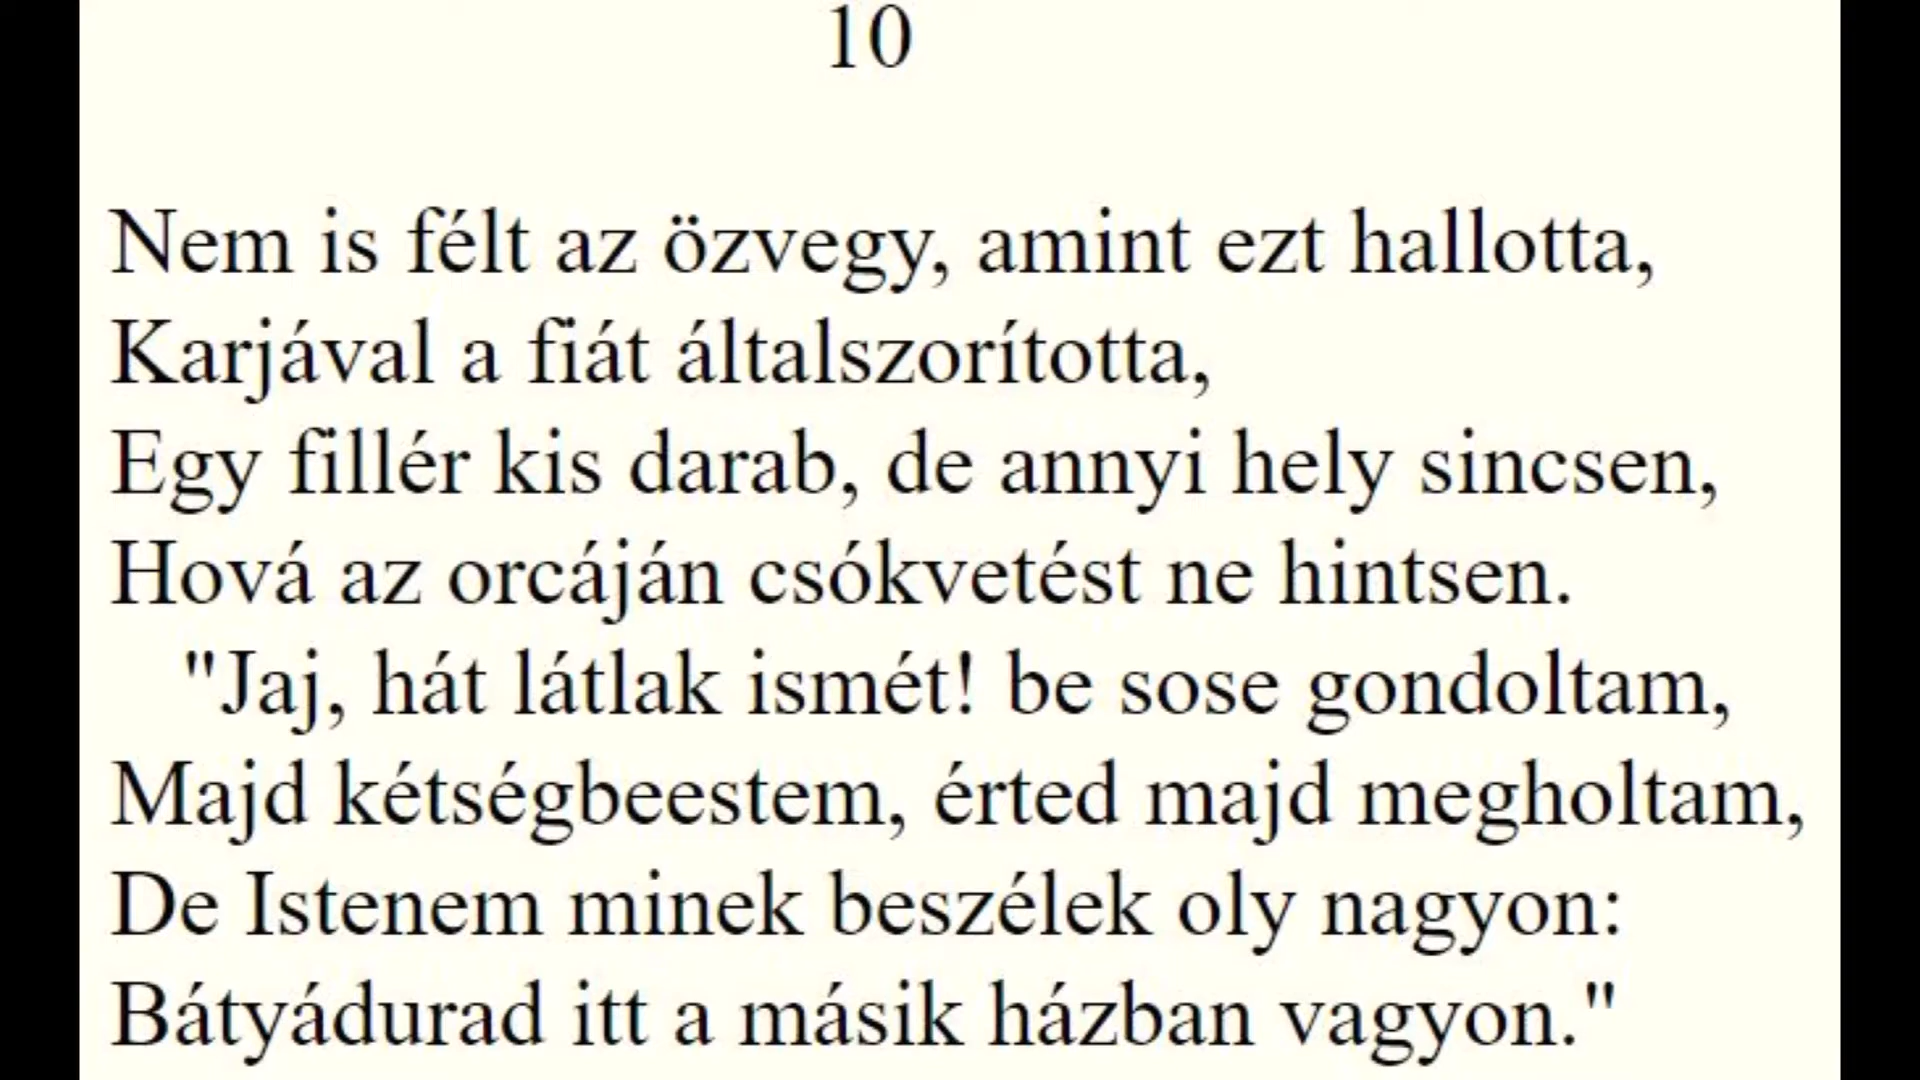 10
Nem is félt az özvegy, amint ezt hallotta,
Karjával a fiát általszorította,
Egy fillér kis darab, de annyi hely sincsen,
Hová az orcáján csókvetést ne hintsen.
"Jaj, hát látlak ismét! be sose gondoltam,
Majd kétségbeestem, érted majd megholtam,
De Istenem minek beszélek oly nagyon:
Bátyádurad itt a másik házban vagyon."